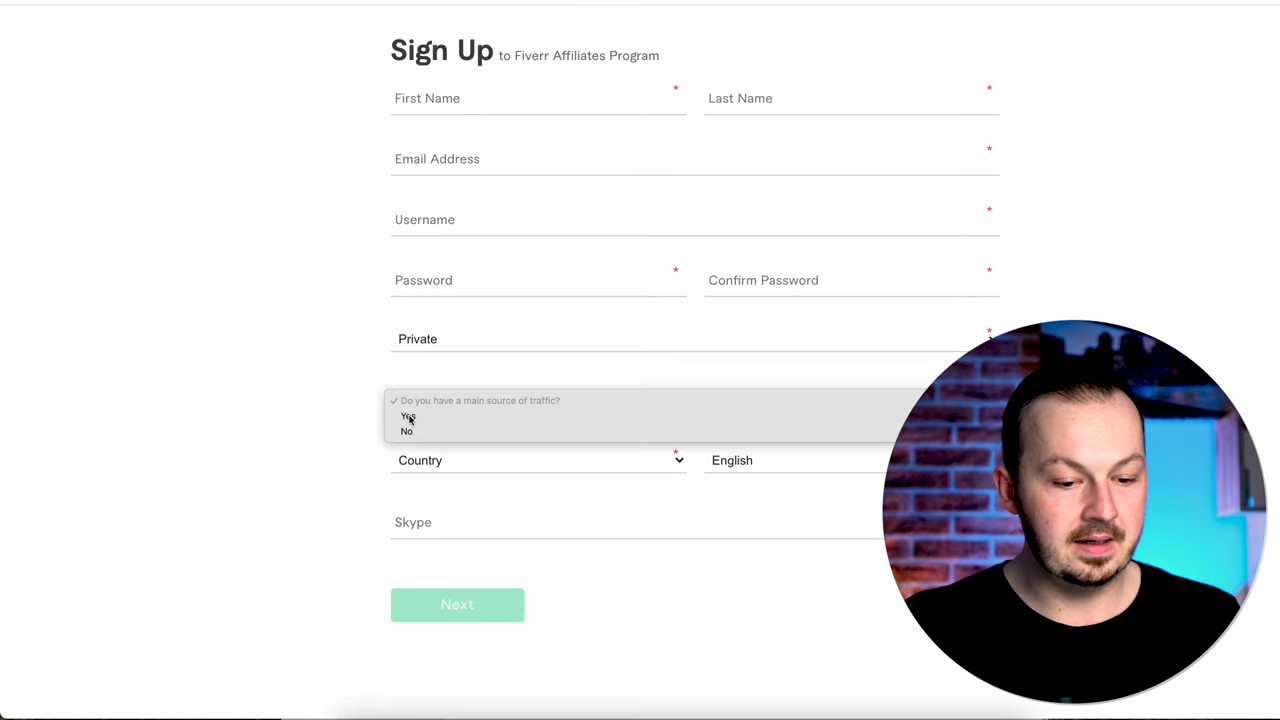 Sign Up to Fiverr Affiliates Program
First Name * Last Name *
Email Address *
Username *
Password * Confirm Password *
Private *
✓ Do you have a main source of traffic?
Yes
No
Country * English
Skype
Next